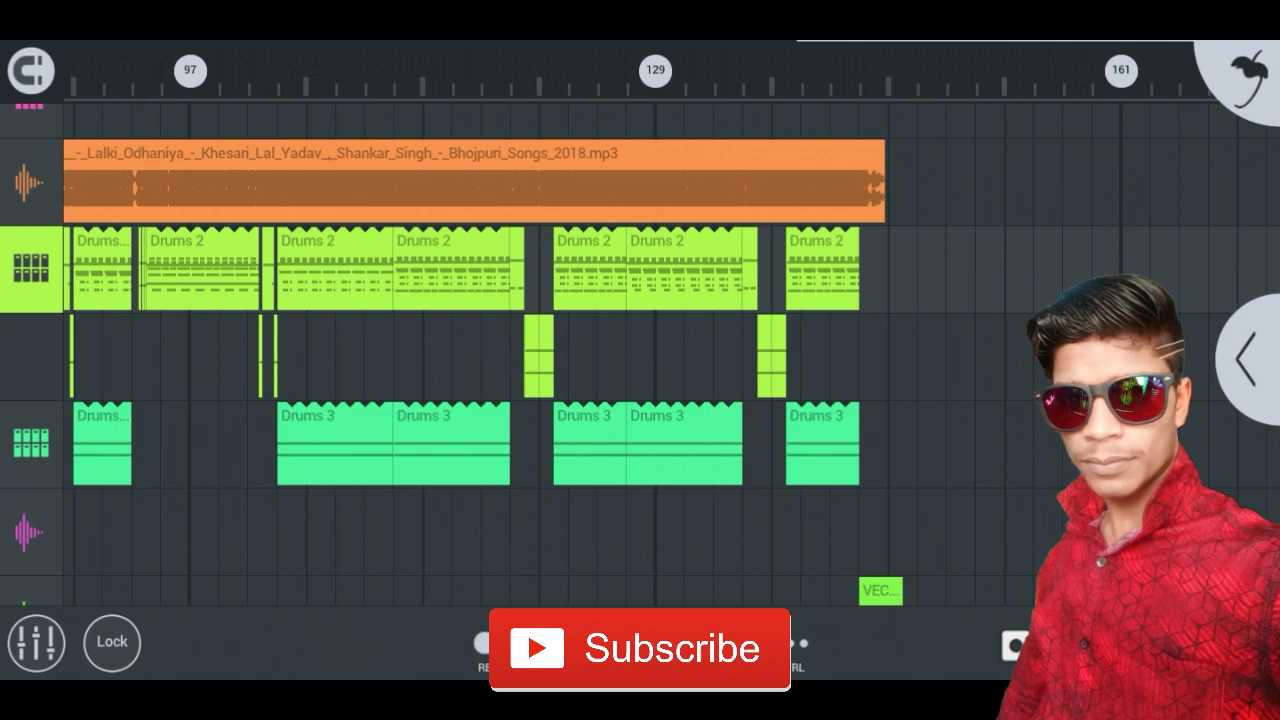 97
129
161
_-_Lalki_Odhaniya_-_Khesari_Lal_Yadav_,_Shankar_Singh_-_Bhojpuri_Songs_2018.mp3
Drums... Drums 2 Drums 2 Drums 2 Drums 2 Drums 2 Drums 2
Drums... Drums 3 Drums 3 Drums 3 Drums 3 Drums 3
VEC...
Lock
Subscribe